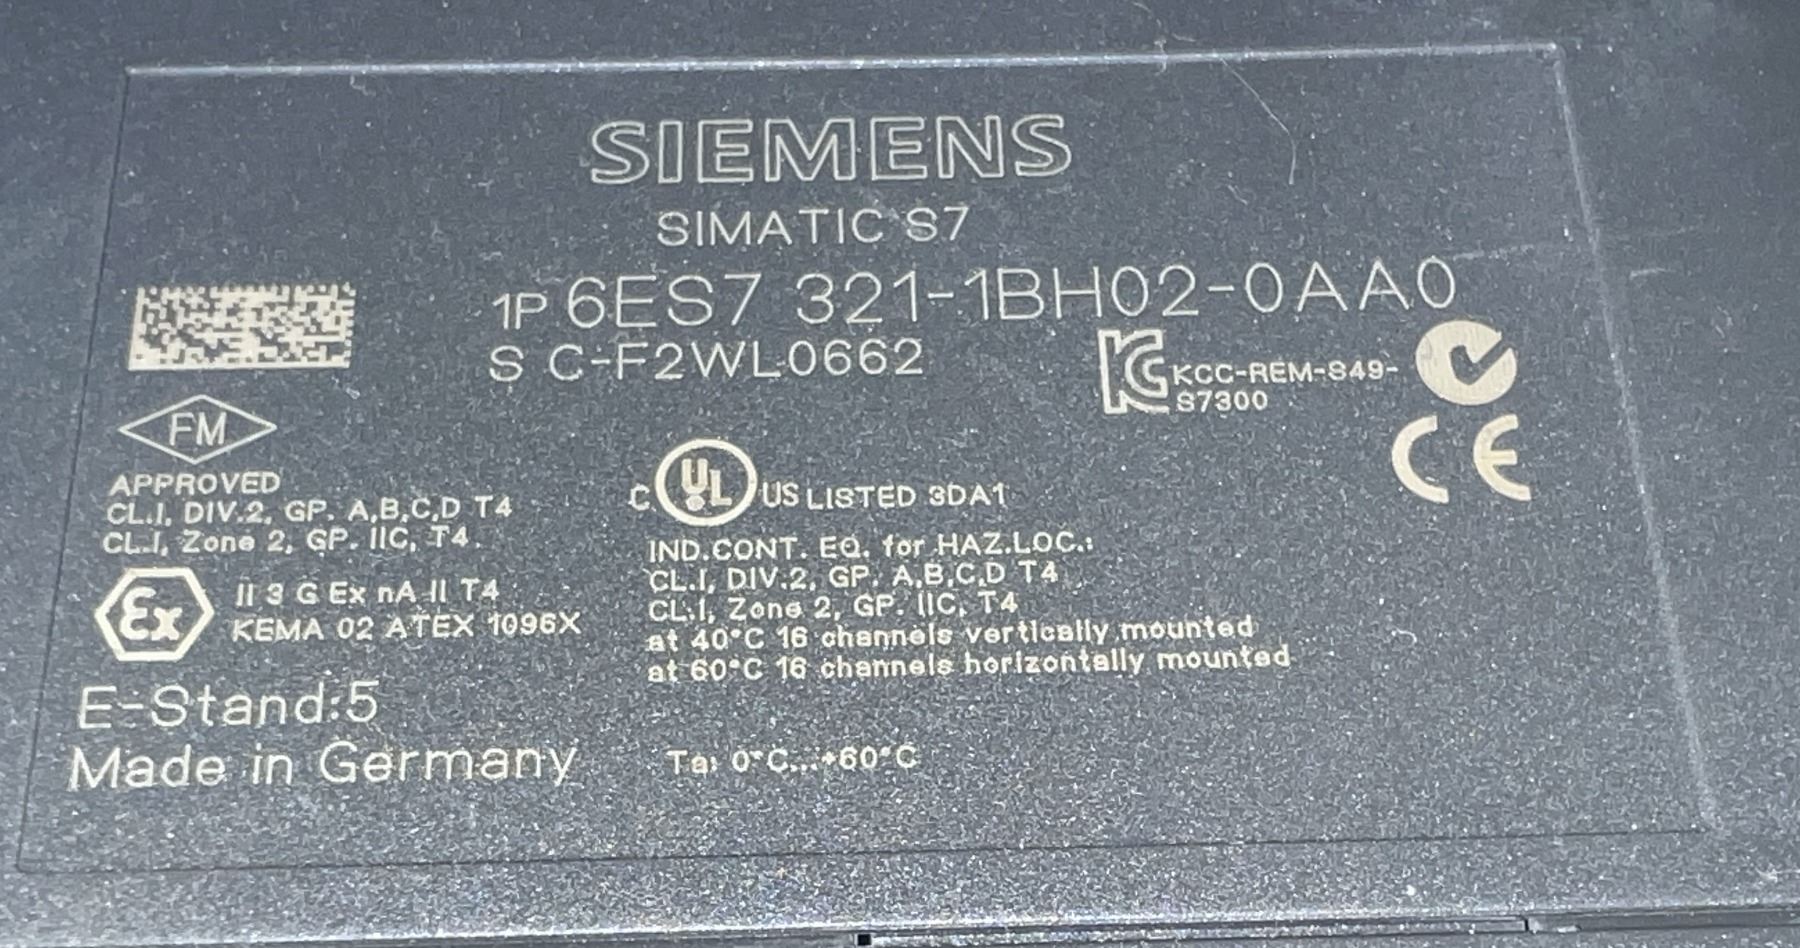 SIEMENS
SIMATIC S7
1P 6ES7 321-1BH02-0AA0
S C-F2WL0662
KCC-REM-S49-
S7300
FM
APPROVED
CL.I, DIV.2, GP. A,B,C,D T4
CL.I, Zone 2, GP. IIC, T4
C UL US LISTED 3DA1
IND.CONT. EQ. for HAZ.LOC.:
CL.I, DIV.2, GP. A,B,C,D T4
CL.I, Zone 2, GP. IIC, T4
at 40°C 16 channels vertically mounted
at 60°C 16 channels horizontally mounted
CE
Ex
II 3 G Ex nA II T4
KEMA 02 ATEX 1096X
E-Stand:5
Made in Germany
Ta: 0°C...+60°C